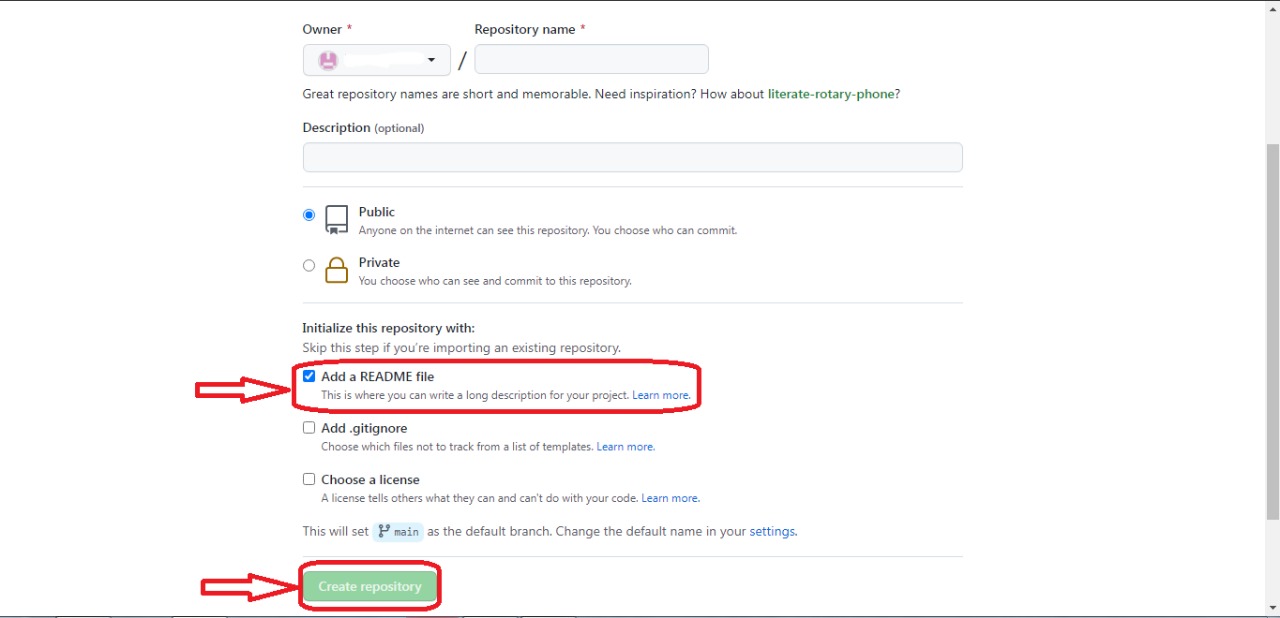 Owner * Repository name *
/
Great repository names are short and memorable. Need inspiration? How about literate-rotary-phone?
Description (optional)
Public
Anyone on the internet can see this repository. You choose who can commit.
Private
You choose who can see and commit to this repository.
Initialize this repository with:
Skip this step if you're importing an existing repository.
Add a README file
This is where you can write a long description for your project. Learn more.
Add .gitignore
Choose which files not to track from a list of templates. Learn more.
Choose a license
A license tells others what they can and can't do with your code. Learn more.
This will set main as the default branch. Change the default name in your settings.
Create repository